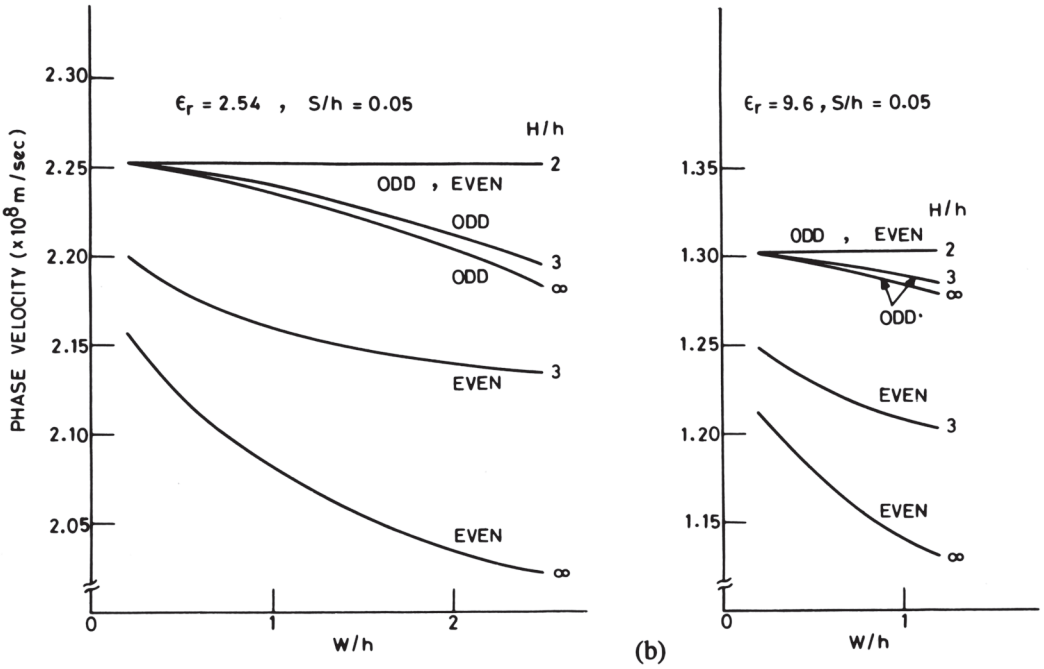 PHASE VELOCITY (×10⁸ m/sec)
2.30
2.25
2.20
2.15
2.10
2.05
0
1
2
W/h
ϵr = 2.54 , S/h = 0.05
H/h
2
ODD , EVEN
ODD
3
ODD
∞
EVEN
3
EVEN
∞
(b)
1.35
1.30
1.25
1.20
1.15
0
1
W/h
ϵr = 9.6 , S/h = 0.05
H/h
ODD , EVEN
2
3
∞
ODD
EVEN
3
EVEN
∞